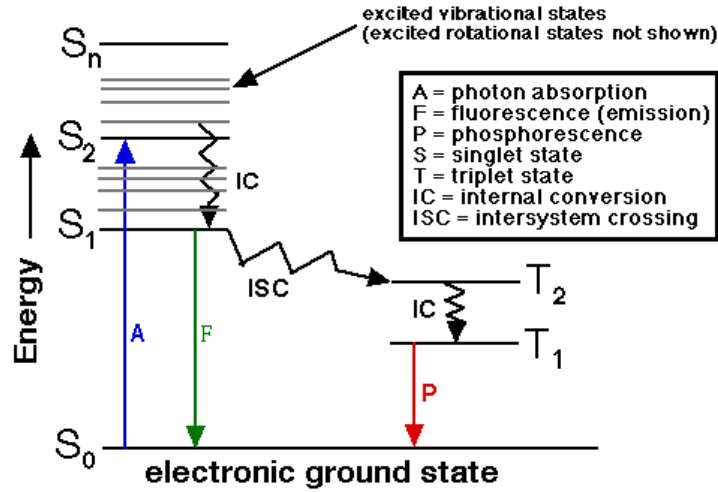 excited vibrational states
(excited rotational states not shown)
Sn
A = photon absorption
F = fluorescence (emission)
P = phosphorescence
S = singlet state
T = triplet state
IC = internal conversion
ISC = intersystem crossing
S2
IC
S1
ISC
T2
IC
T1
Energy
A
F
P
S0
electronic ground state